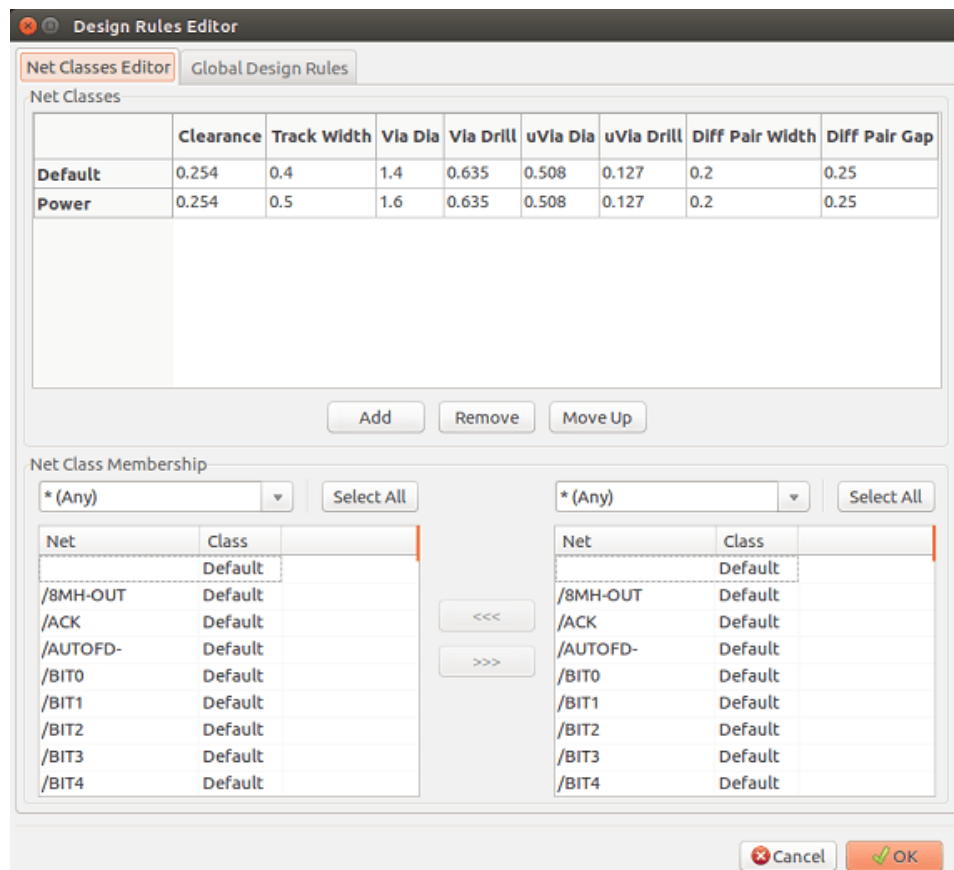 Design Rules Editor
Net Classes Editor Global Design Rules
Net Classes
Clearance Track Width Via Dia Via Drill uVia Dia uVia Drill Diff Pair Width Diff Pair Gap
Default 0.254 0.4 1.4 0.635 0.508 0.127 0.2 0.25
Power 0.254 0.5 1.6 0.635 0.508 0.127 0.2 0.25
Add Remove Move Up
Net Class Membership
* (Any) Select All * (Any) Select All
Net Class Net Class
Default Default
/8MH-OUT Default /8MH-OUT Default
/ACK Default <<< /ACK Default
/AUTOFD- Default /AUTOFD- Default
/BIT0 Default >>> /BIT0 Default
/BIT1 Default /BIT1 Default
/BIT2 Default /BIT2 Default
/BIT3 Default /BIT3 Default
/BIT4 Default /BIT4 Default
Cancel OK